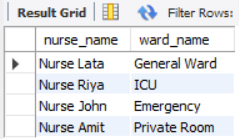 Result Grid Filter Rows:
nurse_name ward_name
Nurse Lata General Ward
Nurse Riya ICU
Nurse John Emergency
Nurse Amit Private Room